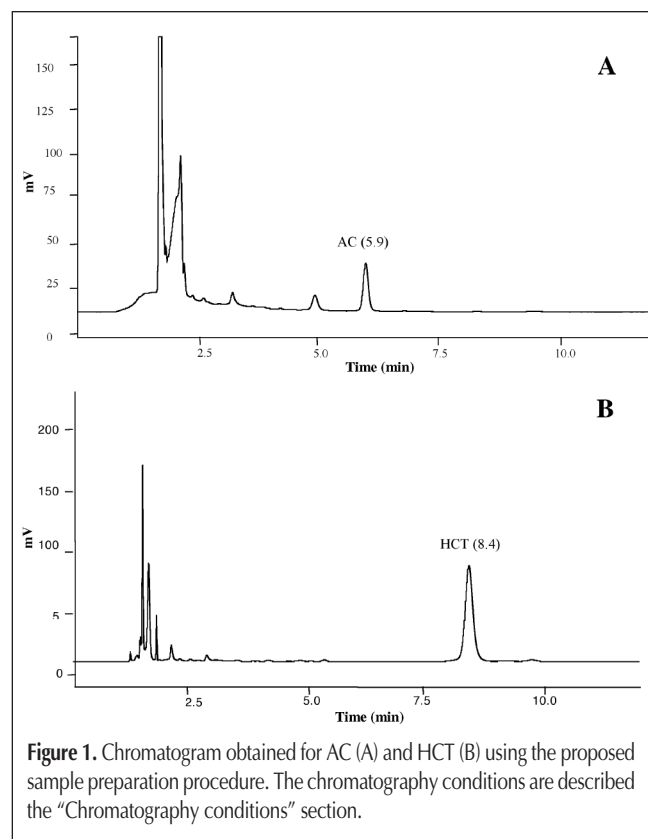 A
150
125
100
75
50
25
0
mV
AC (5.9)
2.5 5.0 7.5 10.0
Time (min)
B
200
150
100
5
0
mV
HCT (8.4)
2.5 5.0 7.5 10.0
Time (min)
Figure 1. Chromatogram obtained for AC (A) and HCT (B) using the proposed
sample preparation procedure. The chromatography conditions are described
the “Chromatography conditions” section.